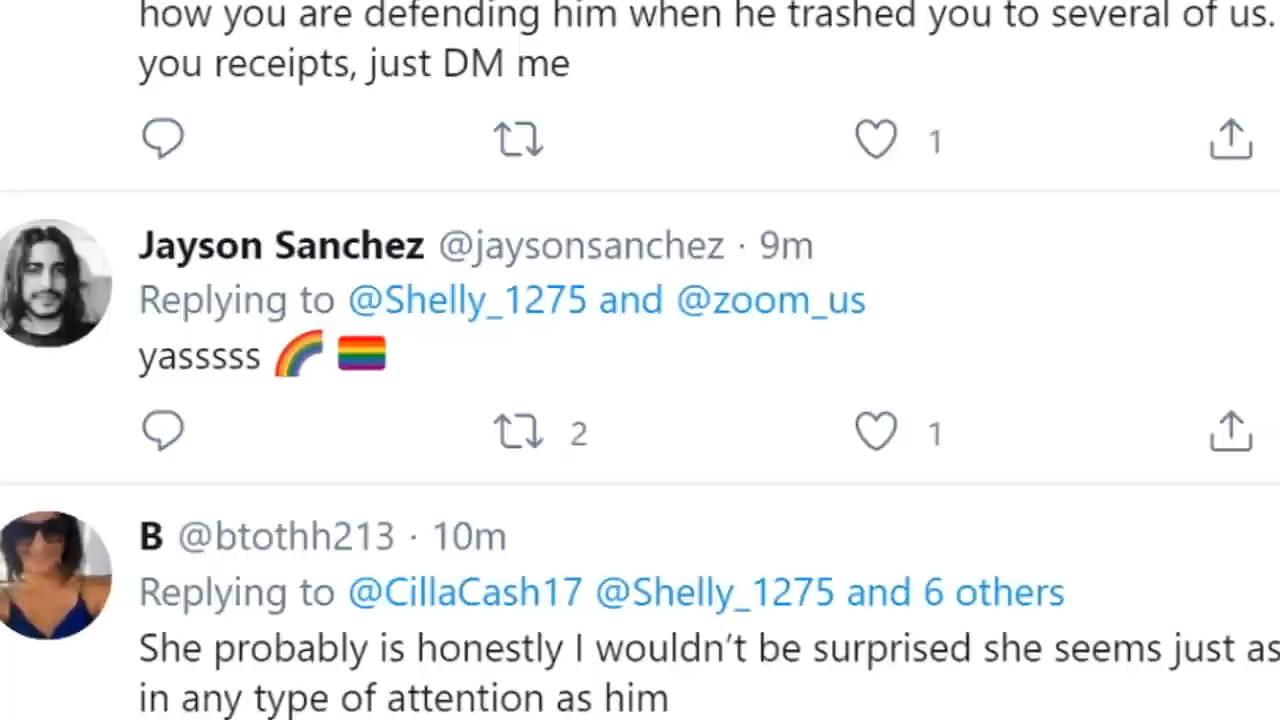 how you are defending him when he trashed you to several of us.
you receipts, just DM me
1
Jayson Sanchez @jaysonsanchez · 9m
Replying to @Shelly_1275 and @zoom_us
yasssss 🌈 🏳️‍🌈
2 1
B @btothh213 · 10m
Replying to @CillaCash17 @Shelly_1275 and 6 others
She probably is honestly I wouldn’t be surprised she seems just as
in any type of attention as him